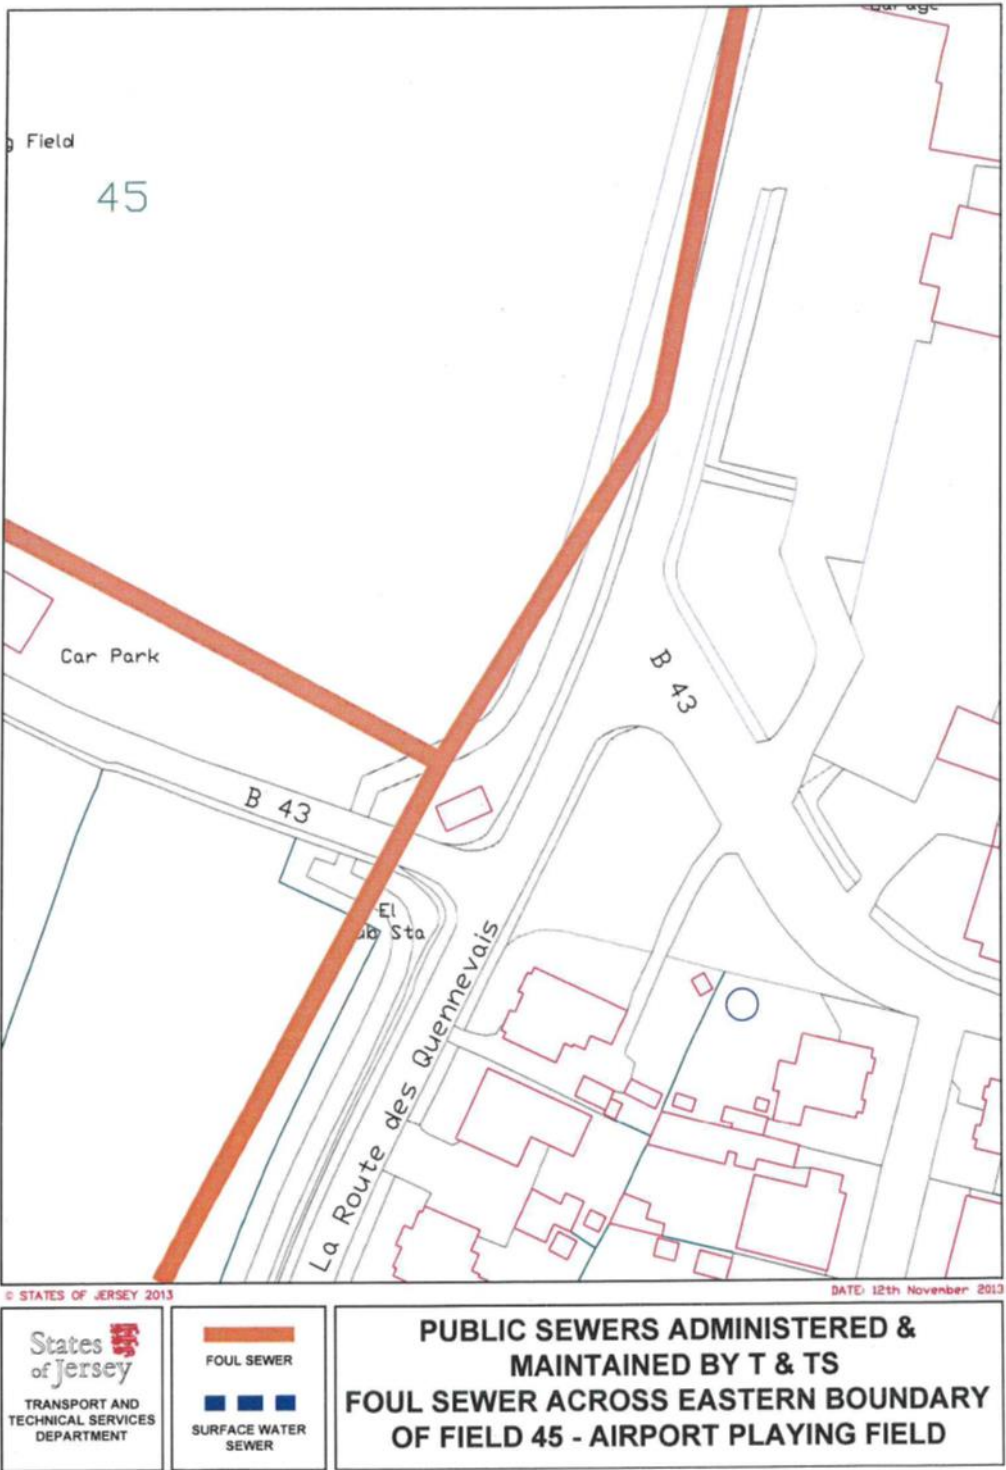 Field
45
Car Park
B 43
B 43
El
Sta
La Route des Quennevais
© STATES OF JERSEY 2013
DATE: 12th November 2013
States
of Jersey
TRANSPORT AND
TECHNICAL SERVICES
DEPARTMENT
FOUL SEWER
SURFACE WATER
SEWER
PUBLIC SEWERS ADMINISTERED &
MAINTAINED BY T & TS
FOUL SEWER ACROSS EASTERN BOUNDARY
OF FIELD 45 - AIRPORT PLAYING FIELD